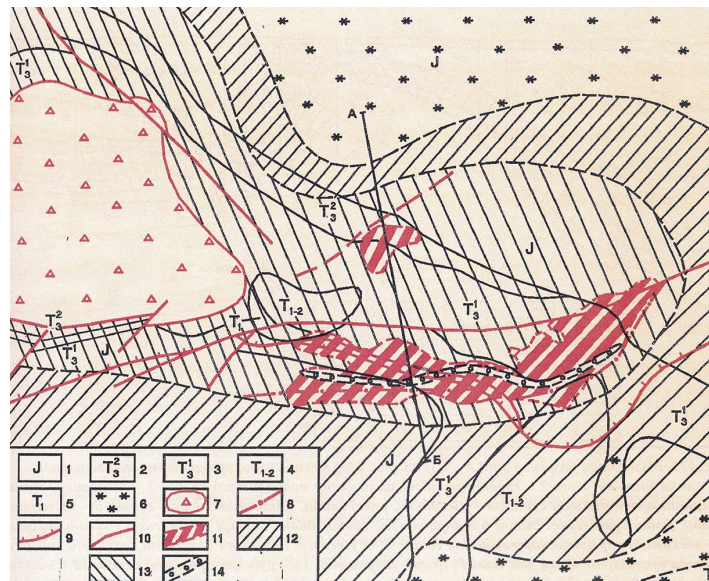 J
T₃¹
А
T₃²
J
T₁₋₂
T₃¹
T₁
T₃²
T₃¹
J
T₃¹
J
Б
T₃¹
T₁₋₂
J 1 T₃² 2 T₃¹ 3 T₁₋₂ 4
T₁ 5 6 7 8
9 10 11 12
13 14